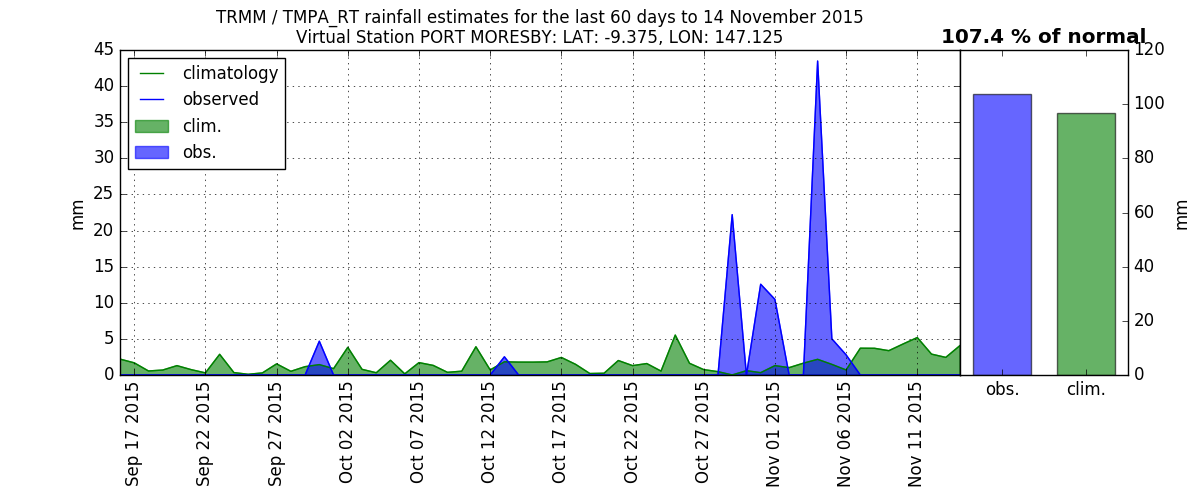 TRMM / TMPA_RT rainfall estimates for the last 60 days to 14 November 2015
Virtual Station PORT MORESBY: LAT: -9.375, LON: 147.125
107.4 % of normal
45
40
35
30
25
20
15
10
5
0
mm
climatology
observed
clim.
obs.
Sep 17 2015
Sep 22 2015
Sep 27 2015
Oct 02 2015
Oct 07 2015
Oct 12 2015
Oct 17 2015
Oct 22 2015
Oct 27 2015
Nov 01 2015
Nov 06 2015
Nov 11 2015
120
100
80
60
40
20
0
mm
obs.
clim.